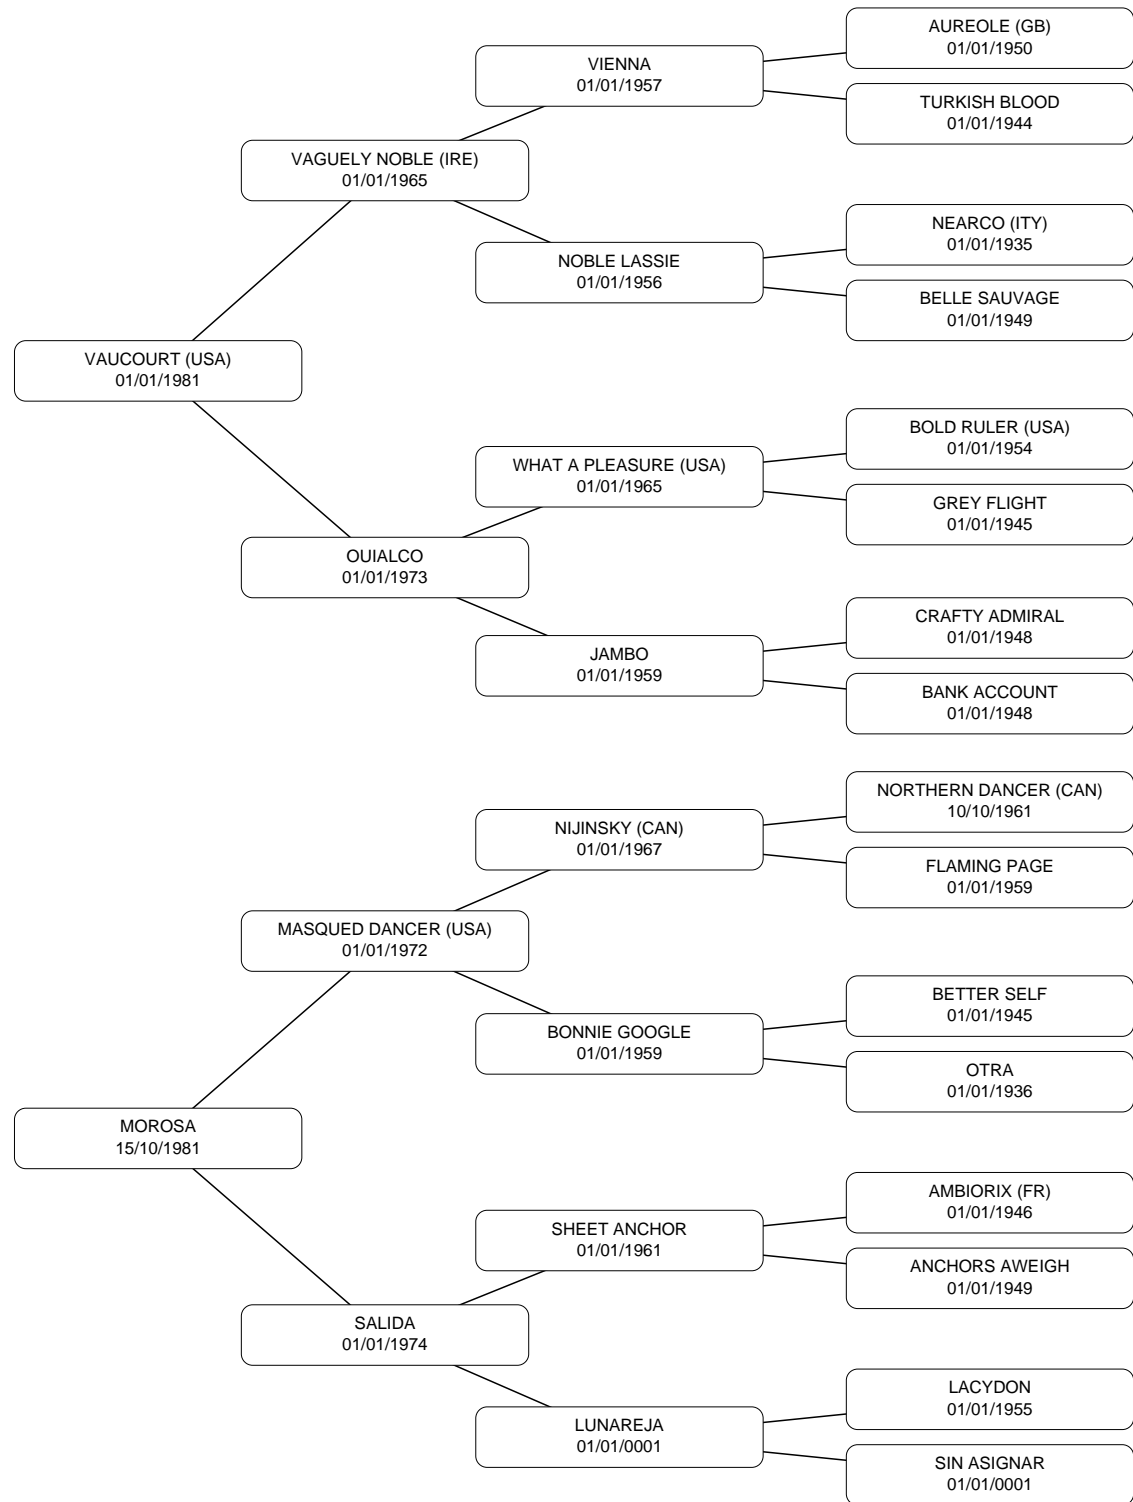 AUREOLE (GB)
01/01/1950
VIENNA
01/01/1957
TURKISH BLOOD
01/01/1944
VAGUELY NOBLE (IRE)
01/01/1965
NEARCO (ITY)
01/01/1935
NOBLE LASSIE
01/01/1956
BELLE SAUVAGE
01/01/1949
VAUCOURT (USA)
01/01/1981
BOLD RULER (USA)
01/01/1954
WHAT A PLEASURE (USA)
01/01/1965
GREY FLIGHT
01/01/1945
OUIALCO
01/01/1973
CRAFTY ADMIRAL
01/01/1948
JAMBO
01/01/1959
BANK ACCOUNT
01/01/1948
NORTHERN DANCER (CAN)
10/10/1961
NIJINSKY (CAN)
01/01/1967
FLAMING PAGE
01/01/1959
MASQUED DANCER (USA)
01/01/1972
BETTER SELF
01/01/1945
BONNIE GOOGLE
01/01/1959
OTRA
01/01/1936
MOROSA
15/10/1981
AMBIORIX (FR)
01/01/1946
SHEET ANCHOR
01/01/1961
ANCHORS AWEIGH
01/01/1949
SALIDA
01/01/1974
LACYDON
01/01/1955
LUNAREJA
01/01/0001
SIN ASIGNAR
01/01/0001